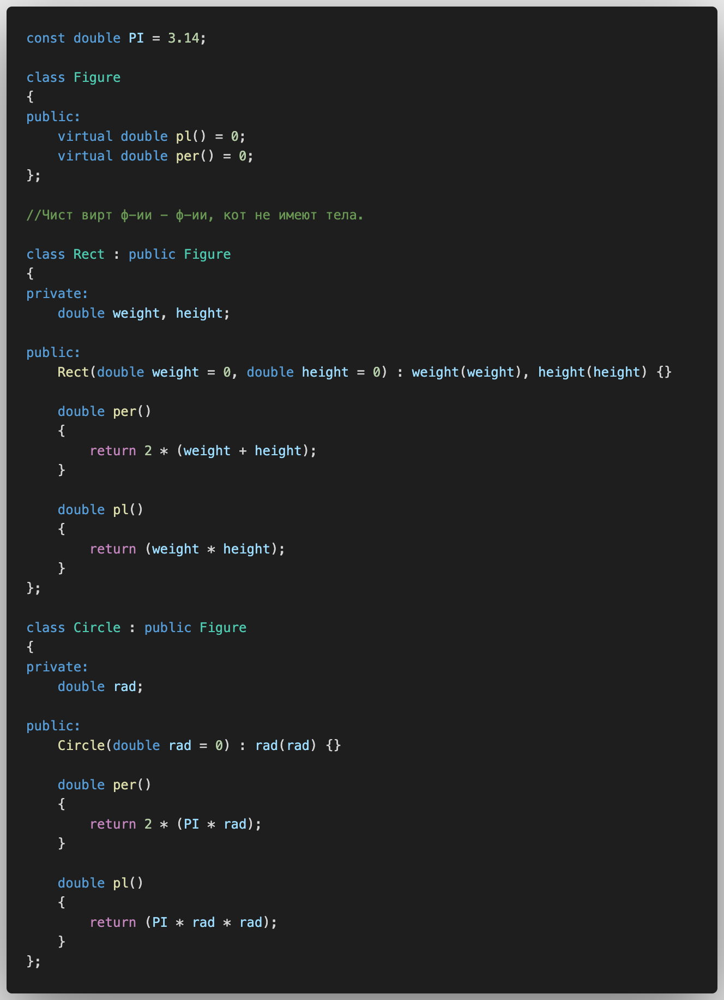 const double PI = 3.14;
class Figure
{
public:
    virtual double pl() = 0;
    virtual double per() = 0;
};
//Чист вирт ф-ии - ф-ии, кот не имеют тела.
class Rect : public Figure
{
private:
    double weight, height;
public:
    Rect(double weight = 0, double height = 0) : weight(weight), height(height) {}
    double per()
    {
        return 2 * (weight + height);
    }
    double pl()
    {
        return (weight * height);
    }
};
class Circle : public Figure
{
private:
    double rad;
public:
    Circle(double rad = 0) : rad(rad) {}
    double per()
    {
        return 2 * (PI * rad);
    }
    double pl()
    {
        return (PI * rad * rad);
    }
};